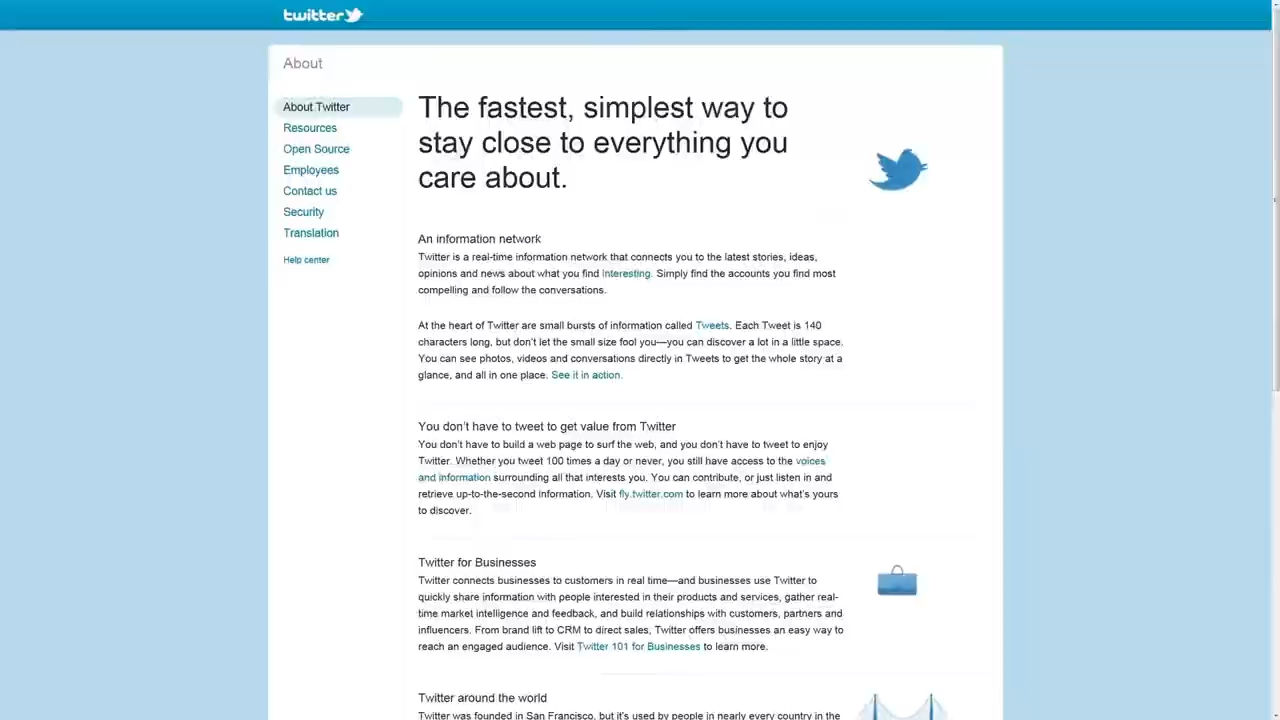 twitter
About
About Twitter
Resources
Open Source
Employees
Contact us
Security
Translation
Help center
The fastest, simplest way to
stay close to everything you
care about.
An information network
Twitter is a real-time information network that connects you to the latest stories, ideas,
opinions and news about what you find interesting. Simply find the accounts you find most
compelling and follow the conversations.
At the heart of Twitter are small bursts of information called Tweets. Each Tweet is 140
characters long, but don't let the small size fool you—you can discover a lot in a little space.
You can see photos, videos and conversations directly in Tweets to get the whole story at a
glance, and all in one place. See it in action.
You don't have to tweet to get value from Twitter
You don't have to build a web page to surf the web, and you don't have to tweet to enjoy
Twitter. Whether you tweet 100 times a day or never, you still have access to the voices
and information surrounding all that interests you. You can contribute, or just listen in and
retrieve up-to-the-second information. Visit fly.twitter.com to learn more about what's yours
to discover.
Twitter for Businesses
Twitter connects businesses to customers in real time—and businesses use Twitter to
quickly share information with people interested in their products and services, gather real-
time market intelligence and feedback, and build relationships with customers, partners and
influencers. From brand lift to CRM to direct sales, Twitter offers businesses an easy way to
reach an engaged audience. Visit Twitter 101 for Businesses to learn more.
Twitter around the world
Twitter was founded in San Francisco, but it's used by people in nearly every country in the